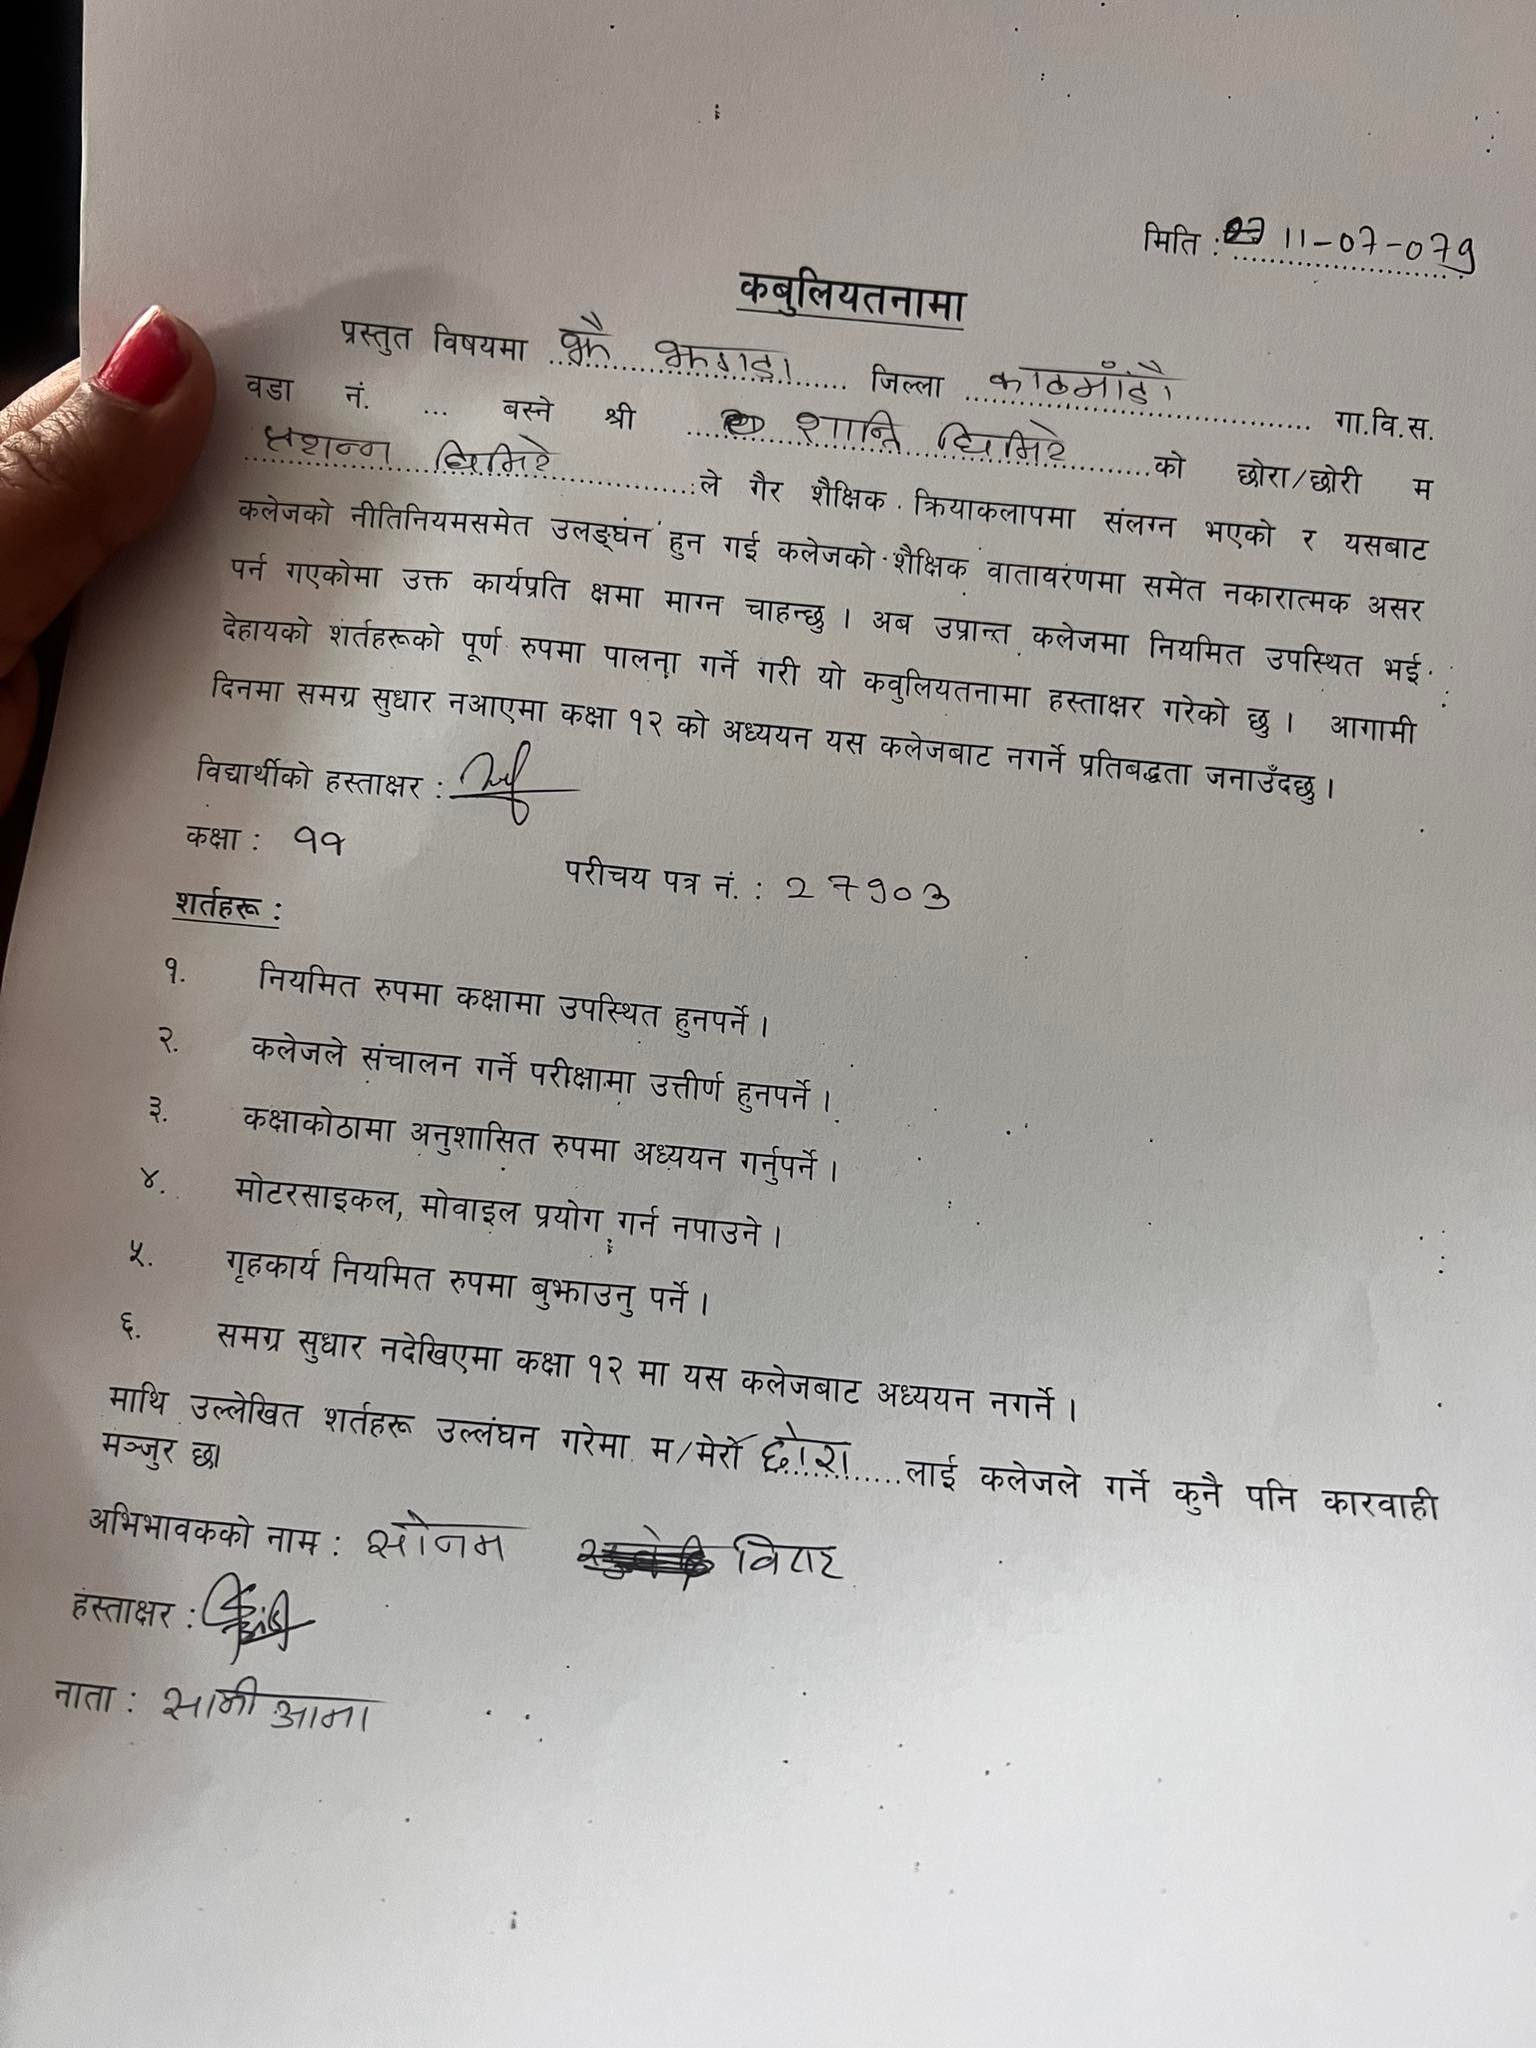 मिति : 11-07-079
कबुलियतनामा
प्रस्तुत विषयमा झै झगडा जिल्ला काठमाँडौ गा.वि.स.
वडा नं. ... बस्ने श्री शान्ति घिमिरे को छोरा/छोरी म
घिमिरे ले गैर शैक्षिक क्रियाकलापमा संलग्न भएको र यसबाट
कलेजको नीतिनियमसमेत उलङ्घंन हुन गई कलेजको शैक्षिक वातायरणमा समेत नकारात्मक असर
पर्न गएकोमा उक्त कार्यप्रति क्षमा माग्न चाहन्छु । अब उप्रान्त कलेजमा नियमित उपस्थित भई
देहायको शर्तहरूको पूर्ण रुपमा पालना गर्ने गरी यो कवुलियतनामा हस्ताक्षर गरेको छु । आगामी
दिनमा समग्र सुधार नआएमा कक्षा १२ को अध्ययन यस कलेजबाट नगर्ने प्रतिबद्धता जनाउँदछु ।
विद्यार्थीको हस्ताक्षर :
कक्षा : ११
परीचय पत्र नं. : 27903
शर्तहरू :
१. नियमित रुपमा कक्षामा उपस्थित हुनपर्ने ।
२. कलेजले संचालन गर्ने परीक्षामा उत्तीर्ण हुनपर्ने ।
३. कक्षाकोठामा अनुशासित रुपमा अध्ययन गर्नुपर्ने ।
४. मोटरसाइकल, मोवाइल प्रयोग गर्न नपाउने ।
५. गृहकार्य नियमित रुपमा बुझाउनु पर्ने ।
६. समग्र सुधार नदेखिएमा कक्षा १२ मा यस कलेजबाट अध्ययन नगर्ने ।
माथि उल्लेखित शर्तहरू उल्लंघन गरेमा म/मेरो छोरा लाई कलेजले गर्ने कुनै पनि कारवाही
मञ्जुर छ।
अभिभावकको नाम : सोनम
हस्ताक्षर :
नाता : सानीआमा